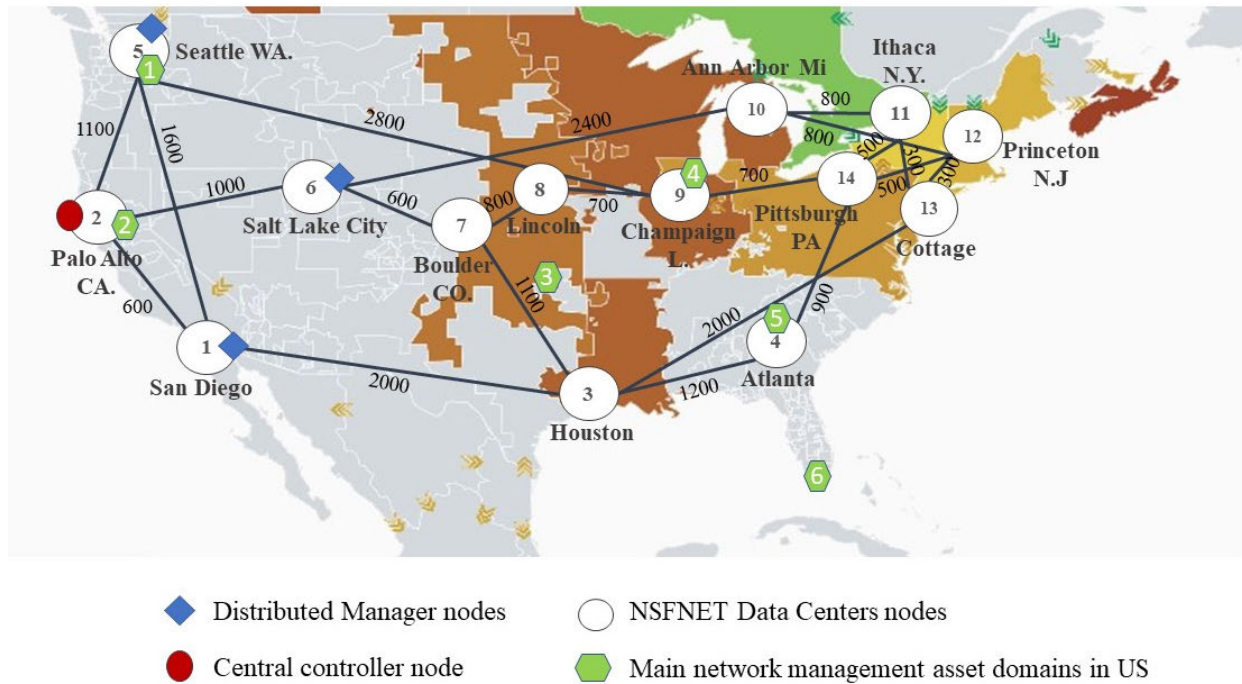 5
Seattle WA.
1
Ann Arbor Mi
Ithaca
N.Y.
10
11
12
800
800
1100
1600
2800
2400
Princeton
N.J
500
300
300
6
1000
600
Salt Lake City
8
800
Lincoln
700
4
9
Champaign
L.
700
14
500
Pittsburgh
PA
13
Cottage
2
2
Palo Alto
CA.
7
Boulder
CO.
3
1100
600
1
San Diego
2000
3
Houston
2000
1200
5
4
900
Atlanta
6
Distributed Manager nodes
NSFNET Data Centers nodes
Central controller node
Main network management asset domains in US